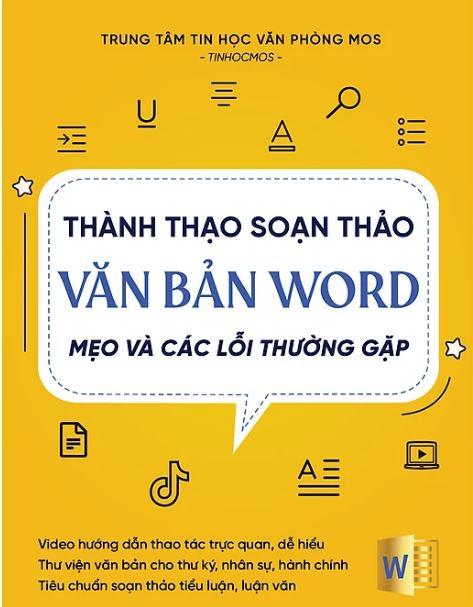 TRUNG TÂM TIN HỌC VĂN PHÒNG MOS
- TINHOCMOS -
U
A
THÀNH THẠO SOẠN THẢO
VĂN BẢN WORD
MẸO VÀ CÁC LỖI THƯỜNG GẶP
A
Video hướng dẫn thao tác trực quan, dễ hiểu
Thư viện văn bản cho thư ký, nhân sự, hành chính
Tiêu chuẩn soạn thảo tiểu luận, luận văn
W